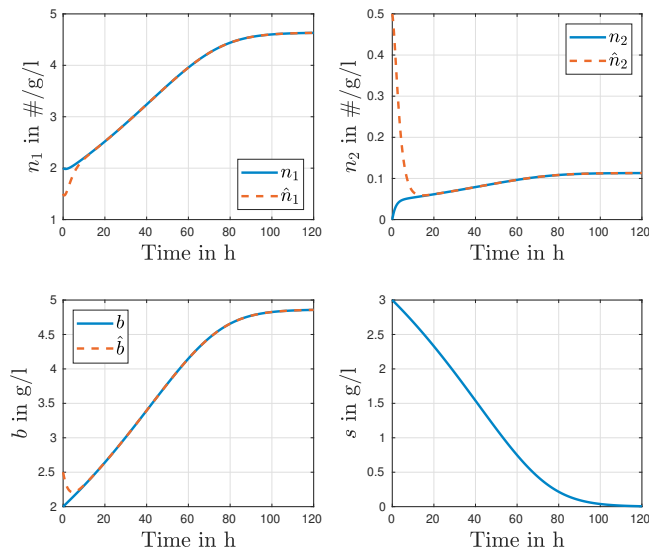 5
4
3
2
1
n₁ in #/g/l
0 20 40 60 80 100 120
Time in h
n₁
n̂₁
0.5
0.4
0.3
0.2
0.1
0
n₂ in #/g/l
0 20 40 60 80 100 120
Time in h
n₂
n̂₂
5
4.5
4
3.5
3
2.5
2
b in g/l
0 20 40 60 80 100 120
Time in h
b
b̂
3
2.5
2
1.5
1
0.5
0
s in g/l
0 20 40 60 80 100 120
Time in h